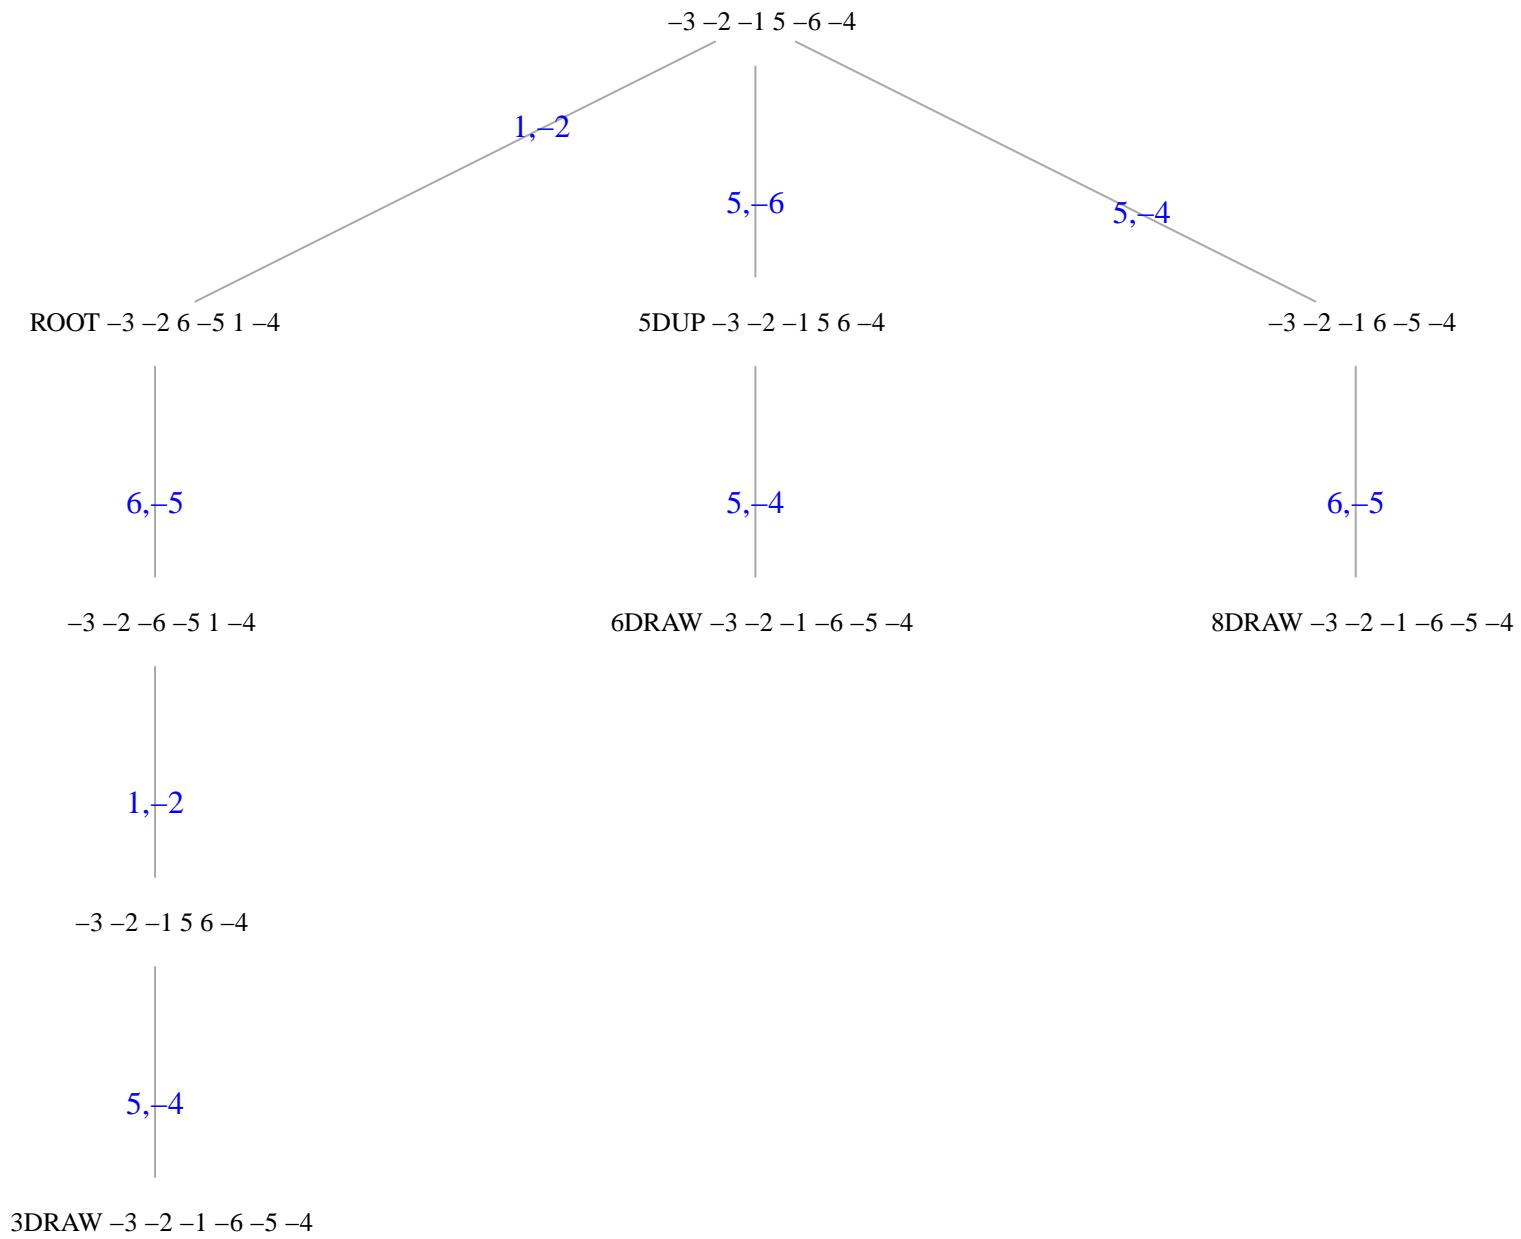 –3 –2 –1 5 –6 –4
1,–2
5,–6
5,–4
ROOT –3 –2 6 –5 1 –4
5DUP –3 –2 –1 5 6 –4
–3 –2 –1 6 –5 –4
6,–5
5,–4
6,–5
–3 –2 –6 –5 1 –4
6DRAW –3 –2 –1 –6 –5 –4
8DRAW –3 –2 –1 –6 –5 –4
1,–2
–3 –2 –1 5 6 –4
5,–4
3DRAW –3 –2 –1 –6 –5 –4